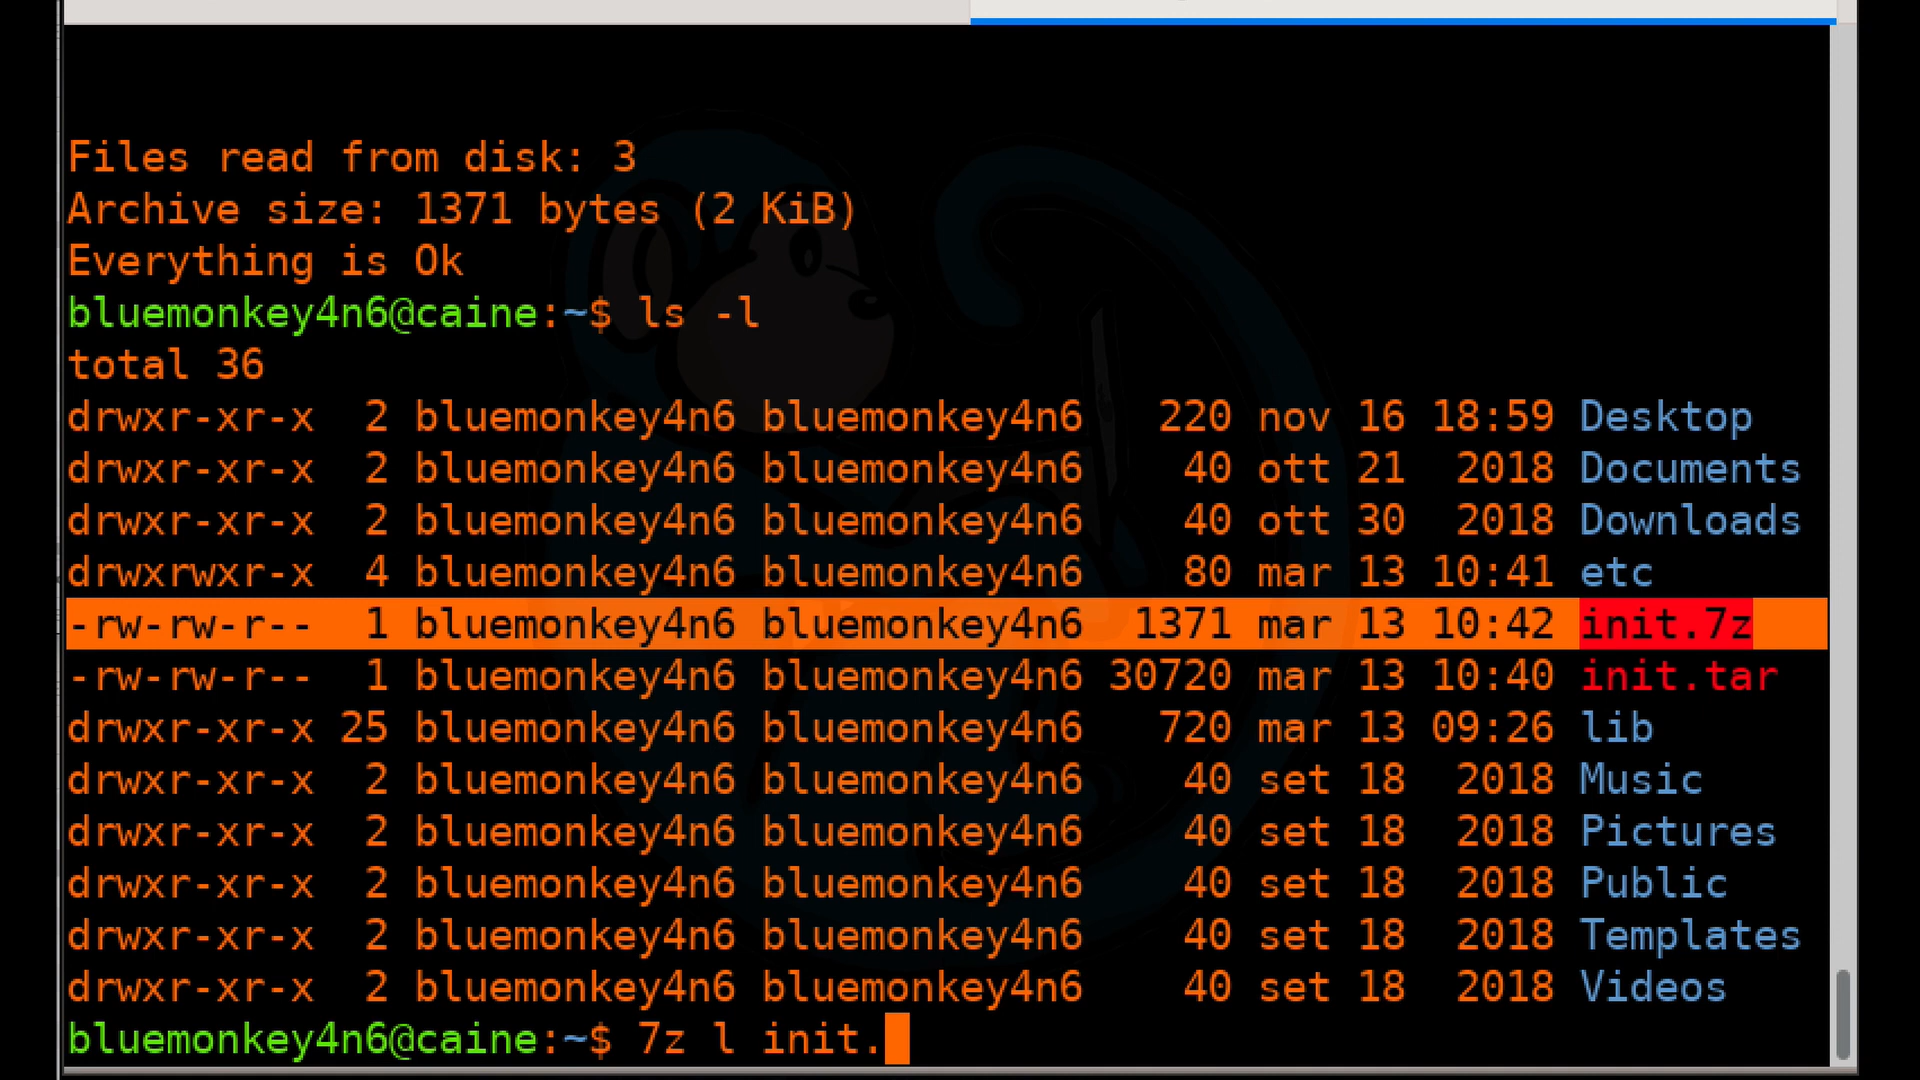 Files read from disk: 3
Archive size: 1371 bytes (2 KiB)
Everything is Ok
bluemonkey4n6@caine:~$ ls -l
total 36
drwxr-xr-x  2 bluemonkey4n6 bluemonkey4n6   220 nov 16 18:59 Desktop
drwxr-xr-x  2 bluemonkey4n6 bluemonkey4n6    40 ott 21  2018 Documents
drwxr-xr-x  2 bluemonkey4n6 bluemonkey4n6    40 ott 30  2018 Downloads
drwxrwxr-x  4 bluemonkey4n6 bluemonkey4n6    80 mar 13 10:41 etc
-rw-rw-r--  1 bluemonkey4n6 bluemonkey4n6  1371 mar 13 10:42 init.7z
-rw-rw-r--  1 bluemonkey4n6 bluemonkey4n6 30720 mar 13 10:40 init.tar
drwxr-xr-x 25 bluemonkey4n6 bluemonkey4n6   720 mar 13 09:26 lib
drwxr-xr-x  2 bluemonkey4n6 bluemonkey4n6    40 set 18  2018 Music
drwxr-xr-x  2 bluemonkey4n6 bluemonkey4n6    40 set 18  2018 Pictures
drwxr-xr-x  2 bluemonkey4n6 bluemonkey4n6    40 set 18  2018 Public
drwxr-xr-x  2 bluemonkey4n6 bluemonkey4n6    40 set 18  2018 Templates
drwxr-xr-x  2 bluemonkey4n6 bluemonkey4n6    40 set 18  2018 Videos
bluemonkey4n6@caine:~$ 7z l init.